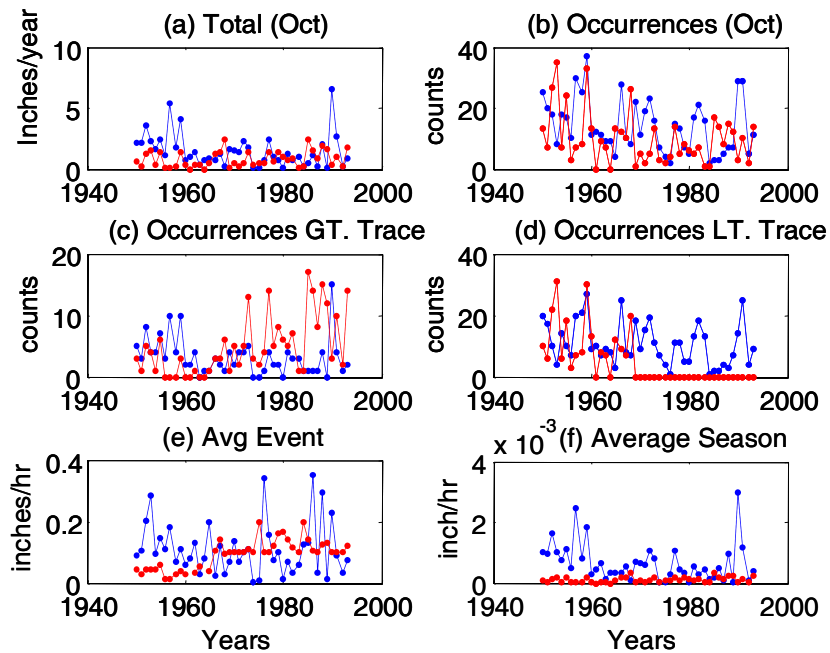 (a) Total (Oct)
Inches/year
10
5
0
1940
1960
1980
2000
(b) Occurrences (Oct)
counts
40
20
0
1940
1960
1980
2000
(c) Occurrences GT. Trace
counts
20
10
0
1940
1960
1980
2000
(d) Occurrences LT. Trace
counts
40
20
0
1940
1960
1980
2000
(e) Avg Event
inches/hr
0.4
0.2
0
1940
1960
1980
2000
Years
x 10-3
(f) Average Season
inch/hr
4
2
0
1940
1960
1980
2000
Years